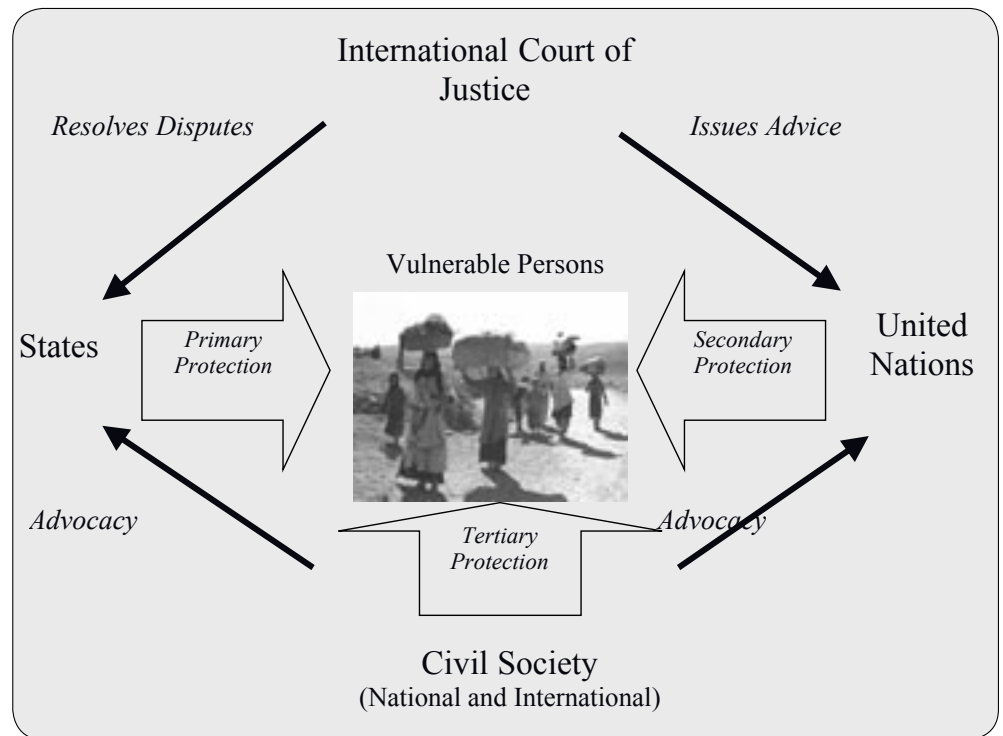 International Court of
Justice
Resolves Disputes
Issues Advice
Vulnerable Persons
States
Primary
Protection
Secondary
Protection
United
Nations
Advocacy
Tertiary
Protection
Advocacy
Civil Society
(National and International)